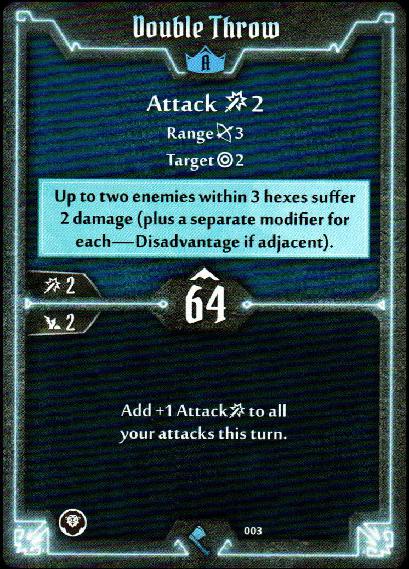 Double Throw
A
Attack 2
Range 3
Target 2
Up to two enemies within 3 hexes suffer
2 damage (plus a separate modifier for
each—Disadvantage if adjacent).
2
64
2
Add +1 Attack to all
your attacks this turn.
003